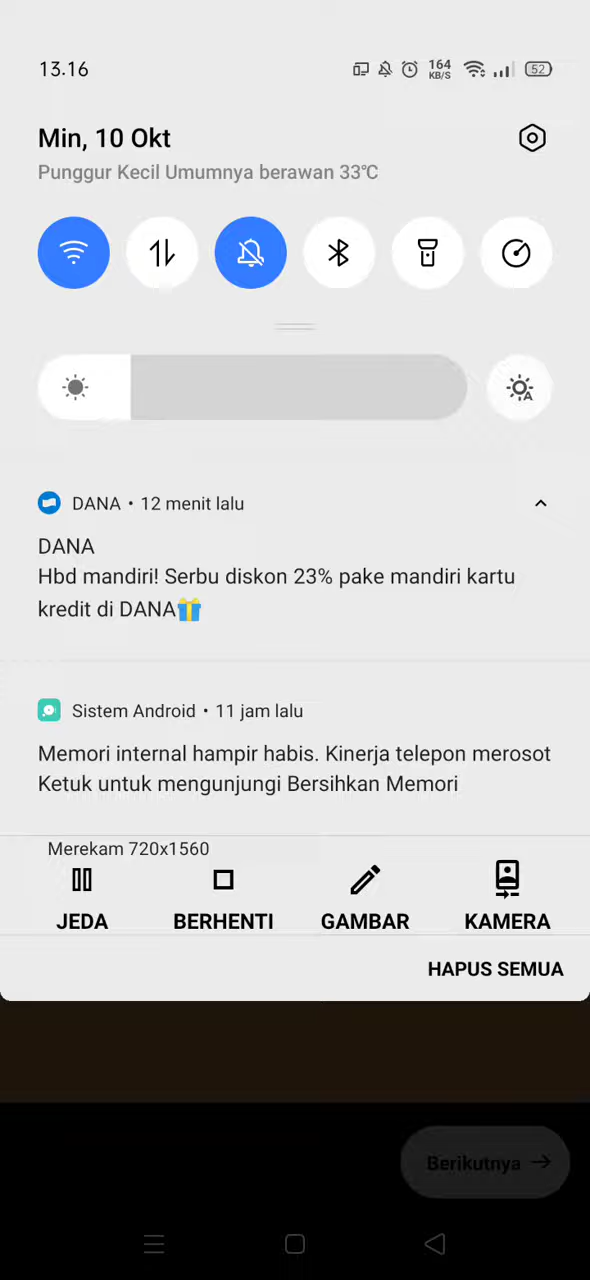 13.16
164
KB/S
52
Min, 10 Okt
Punggur Kecil Umumnya berawan 33°C
DANA • 12 menit lalu
DANA
Hbd mandiri! Serbu diskon 23% pake mandiri kartu
kredit di DANA🎁
Sistem Android • 11 jam lalu
Memori internal hampir habis. Kinerja telepon merosot
Ketuk untuk mengunjungi Bersihkan Memori
Merekam 720x1560
JEDA BERHENTI GAMBAR KAMERA
HAPUS SEMUA
Berikutnya →